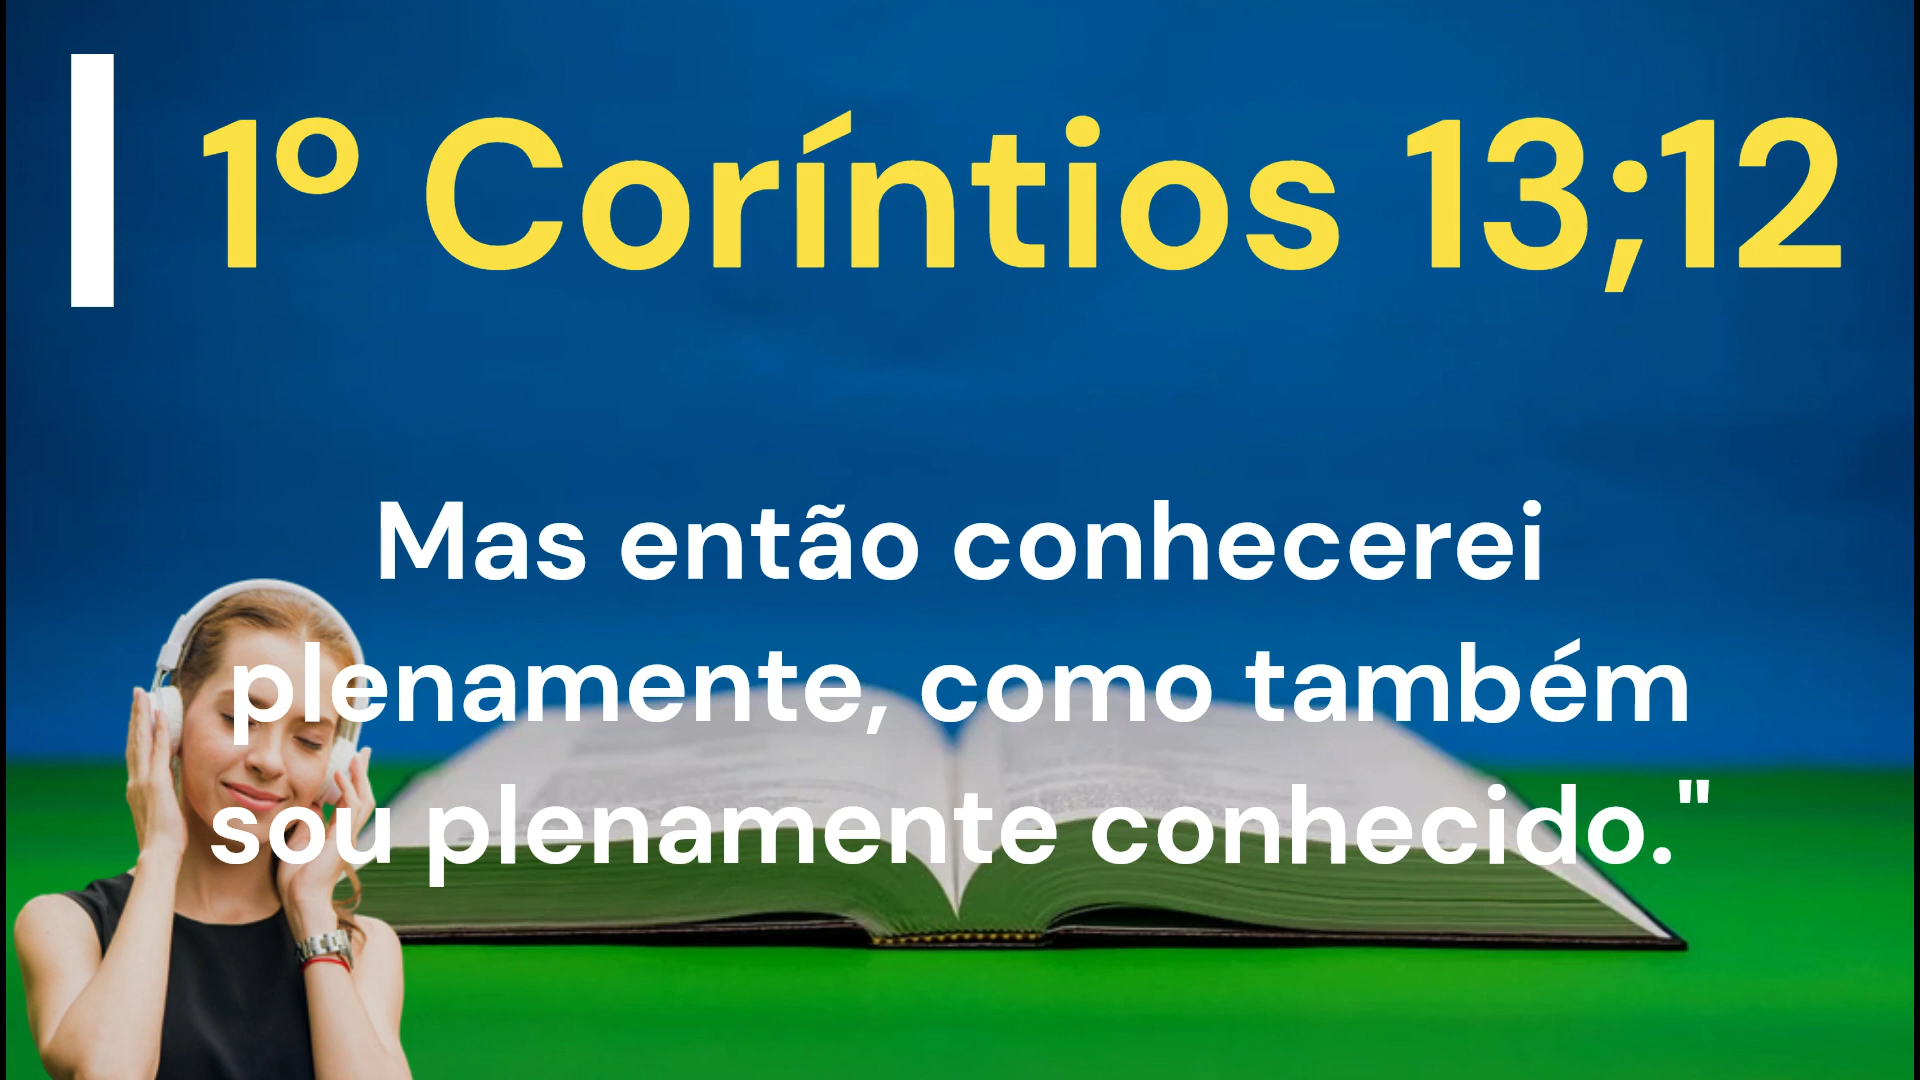 1º Coríntios 13;12
Mas então conhecerei
plenamente, como também
sou plenamente conhecido."